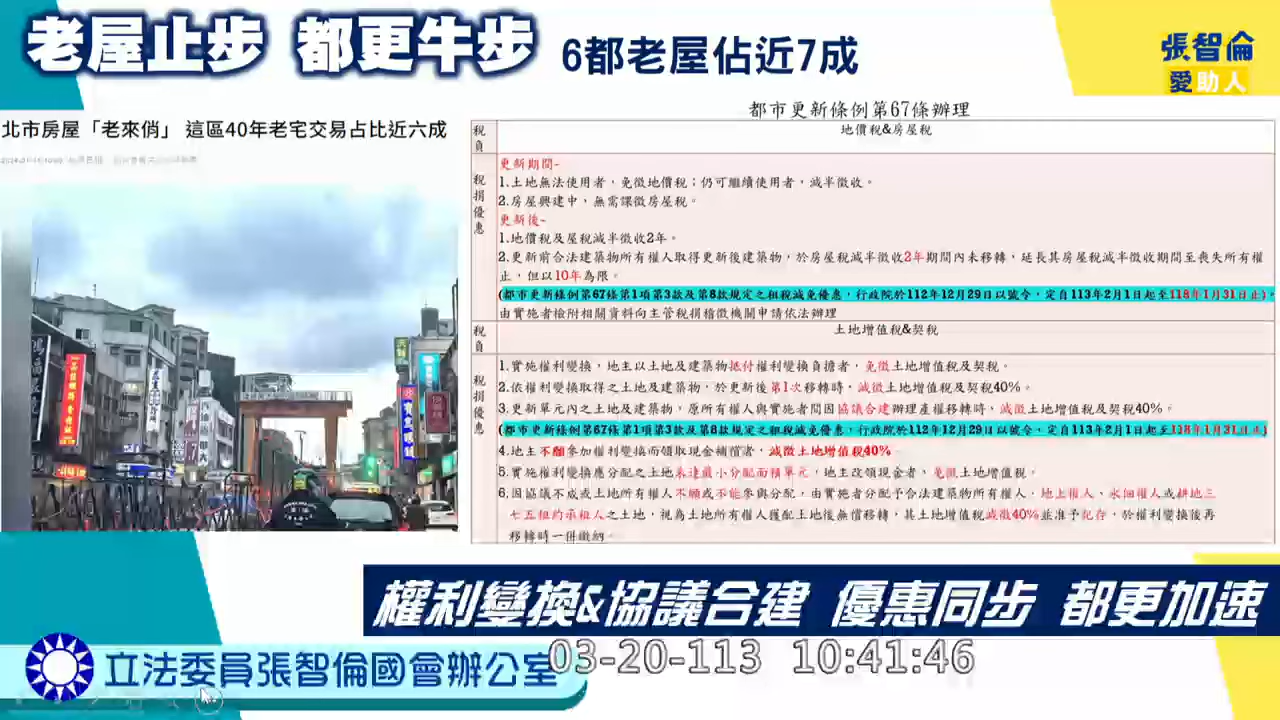 老屋止步 都更牛步
6都老屋佔近7成
張智倫
愛助人
北市房屋「老來俏」 這區40年老宅交易占比近六成
都市更新條例第67條辦理
稅負
地價稅&房屋稅
稅捐優惠
更新期間-
1.土地無法使用者，免徵地價稅；仍可繼續使用者，減半徵收。
2.房屋興建中，無需課徵房屋稅。
更新後-
1.地價稅及屋稅減半徵收2年。
2.更新前合法建築物所有權人取得更新後建築物，於房屋稅減半徵收2年期間內未移轉，延長其房屋稅減半徵收期間至喪失所有權
止，但以10年為限。
(都市更新條例第67條第1項第3款及第8款規定之租稅減免優惠，行政院於112年12月29日以號令，定自113年2月1日起至118年1月31日止)。
由實施者檢附相關資料向主管稅捐稽徵機關申請依法辦理
稅負
土地增值稅&契稅
稅捐優惠
1.實施權利變換，地主以土地及建築物抵付權利變換負擔者，免徵土地增值稅及契稅。
2.依權利變換取得之土地及建築物，於更新後第1次移轉時，減徵土地增值稅及契稅40%。
3.更新單元內之土地及建築物，原所有權人與實施者間因協議合建辦理產權移轉時，減徵土地增值稅及契稅40%。
(都市更新條例第67條第1項第3款及第8款規定之租稅減免優惠，行政院於112年12月29日以號令，定自113年2月1日起至118年1月31日止)
4.地主不願參加權利變換而領取現金補償者，減徵土地增值稅40%
5.實施權利變換應分配之土地未達最小分配面積單元，地主改領現金者，免徵土地增值稅。
6.因協議不成或土地所有權人不願或不能參與分配，由實施者分配予合法建築物所有權人、地上權人、永佃權人或耕地三
七五租約承租人之土地，視為土地所有權人獲配土地後無償移轉，其土地增值稅減徵40%並准予記存，於權利變換後再
移轉時一併繳納。
權利變換&協議合建 優惠同步 都更加速
立法委員張智倫國會辦公室
03-20-113 10:41:46